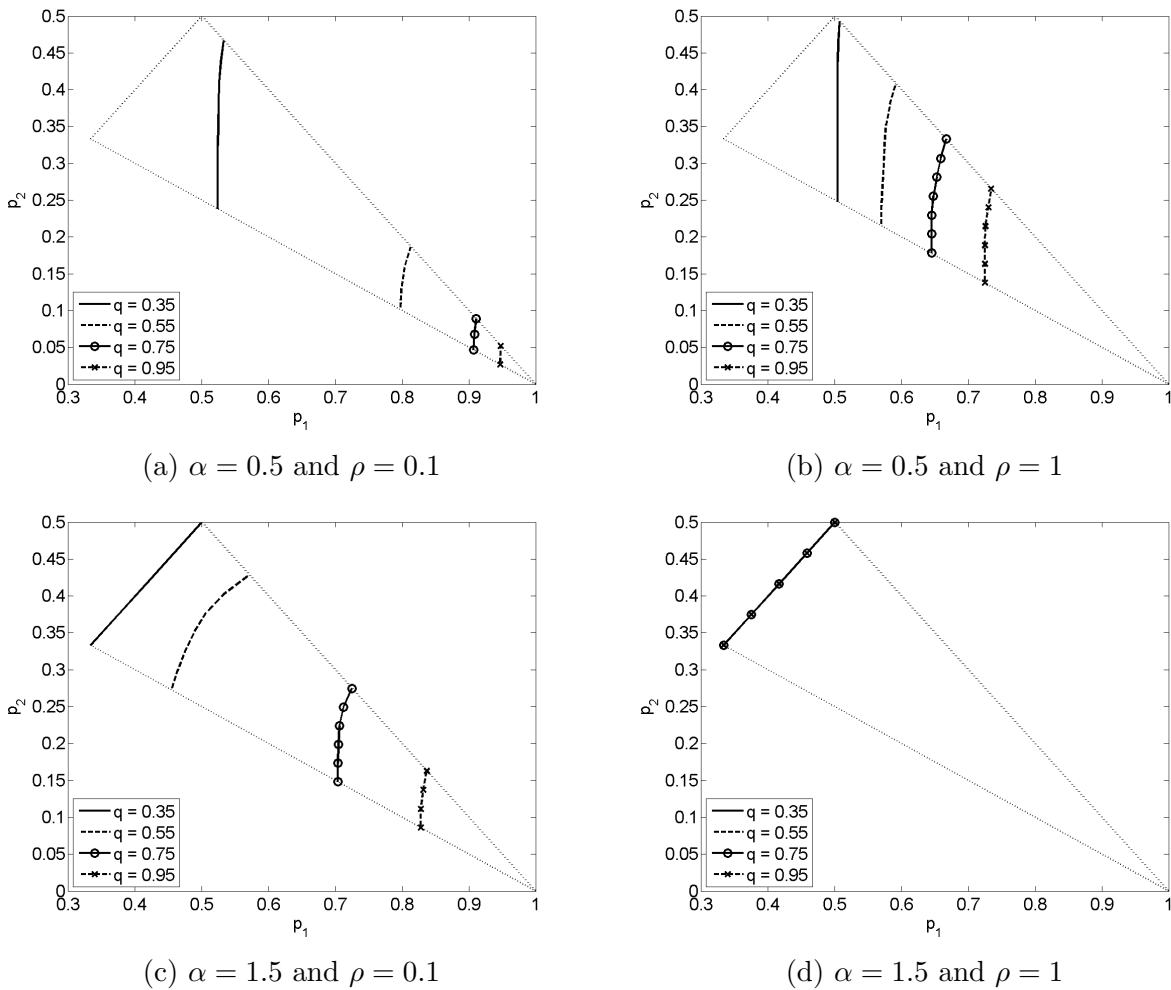 0.5
0.45
0.4
0.35
0.3
0.25
0.2
0.15
0.1
0.05
0
p2
q = 0.35
q = 0.55
q = 0.75
q = 0.95
0.3 0.4 0.5 0.6 0.7 0.8 0.9 1
p1
(a) α = 0.5 and ρ = 0.1
0.5
0.45
0.4
0.35
0.3
0.25
0.2
0.15
0.1
0.05
0
p2
q = 0.35
q = 0.55
q = 0.75
q = 0.95
0.3 0.4 0.5 0.6 0.7 0.8 0.9 1
p1
(b) α = 0.5 and ρ = 1
0.5
0.45
0.4
0.35
0.3
0.25
0.2
0.15
0.1
0.05
0
p2
q = 0.35
q = 0.55
q = 0.75
q = 0.95
0.3 0.4 0.5 0.6 0.7 0.8 0.9 1
p1
(c) α = 1.5 and ρ = 0.1
0.5
0.45
0.4
0.35
0.3
0.25
0.2
0.15
0.1
0.05
0
p2
q = 0.35
q = 0.55
q = 0.75
q = 0.95
0.3 0.4 0.5 0.6 0.7 0.8 0.9 1
p1
(d) α = 1.5 and ρ = 1